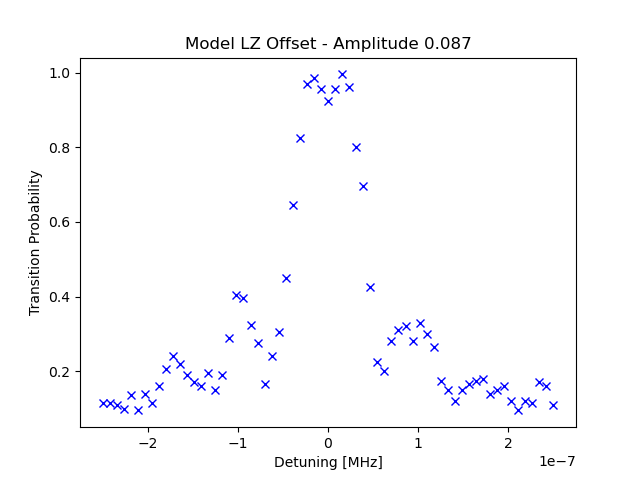 Model LZ Offset - Amplitude 0.087
Transition Probability
1.0
0.8
0.6
0.4
0.2
−2
−1
0
1
2
1e−7
Detuning [MHz]